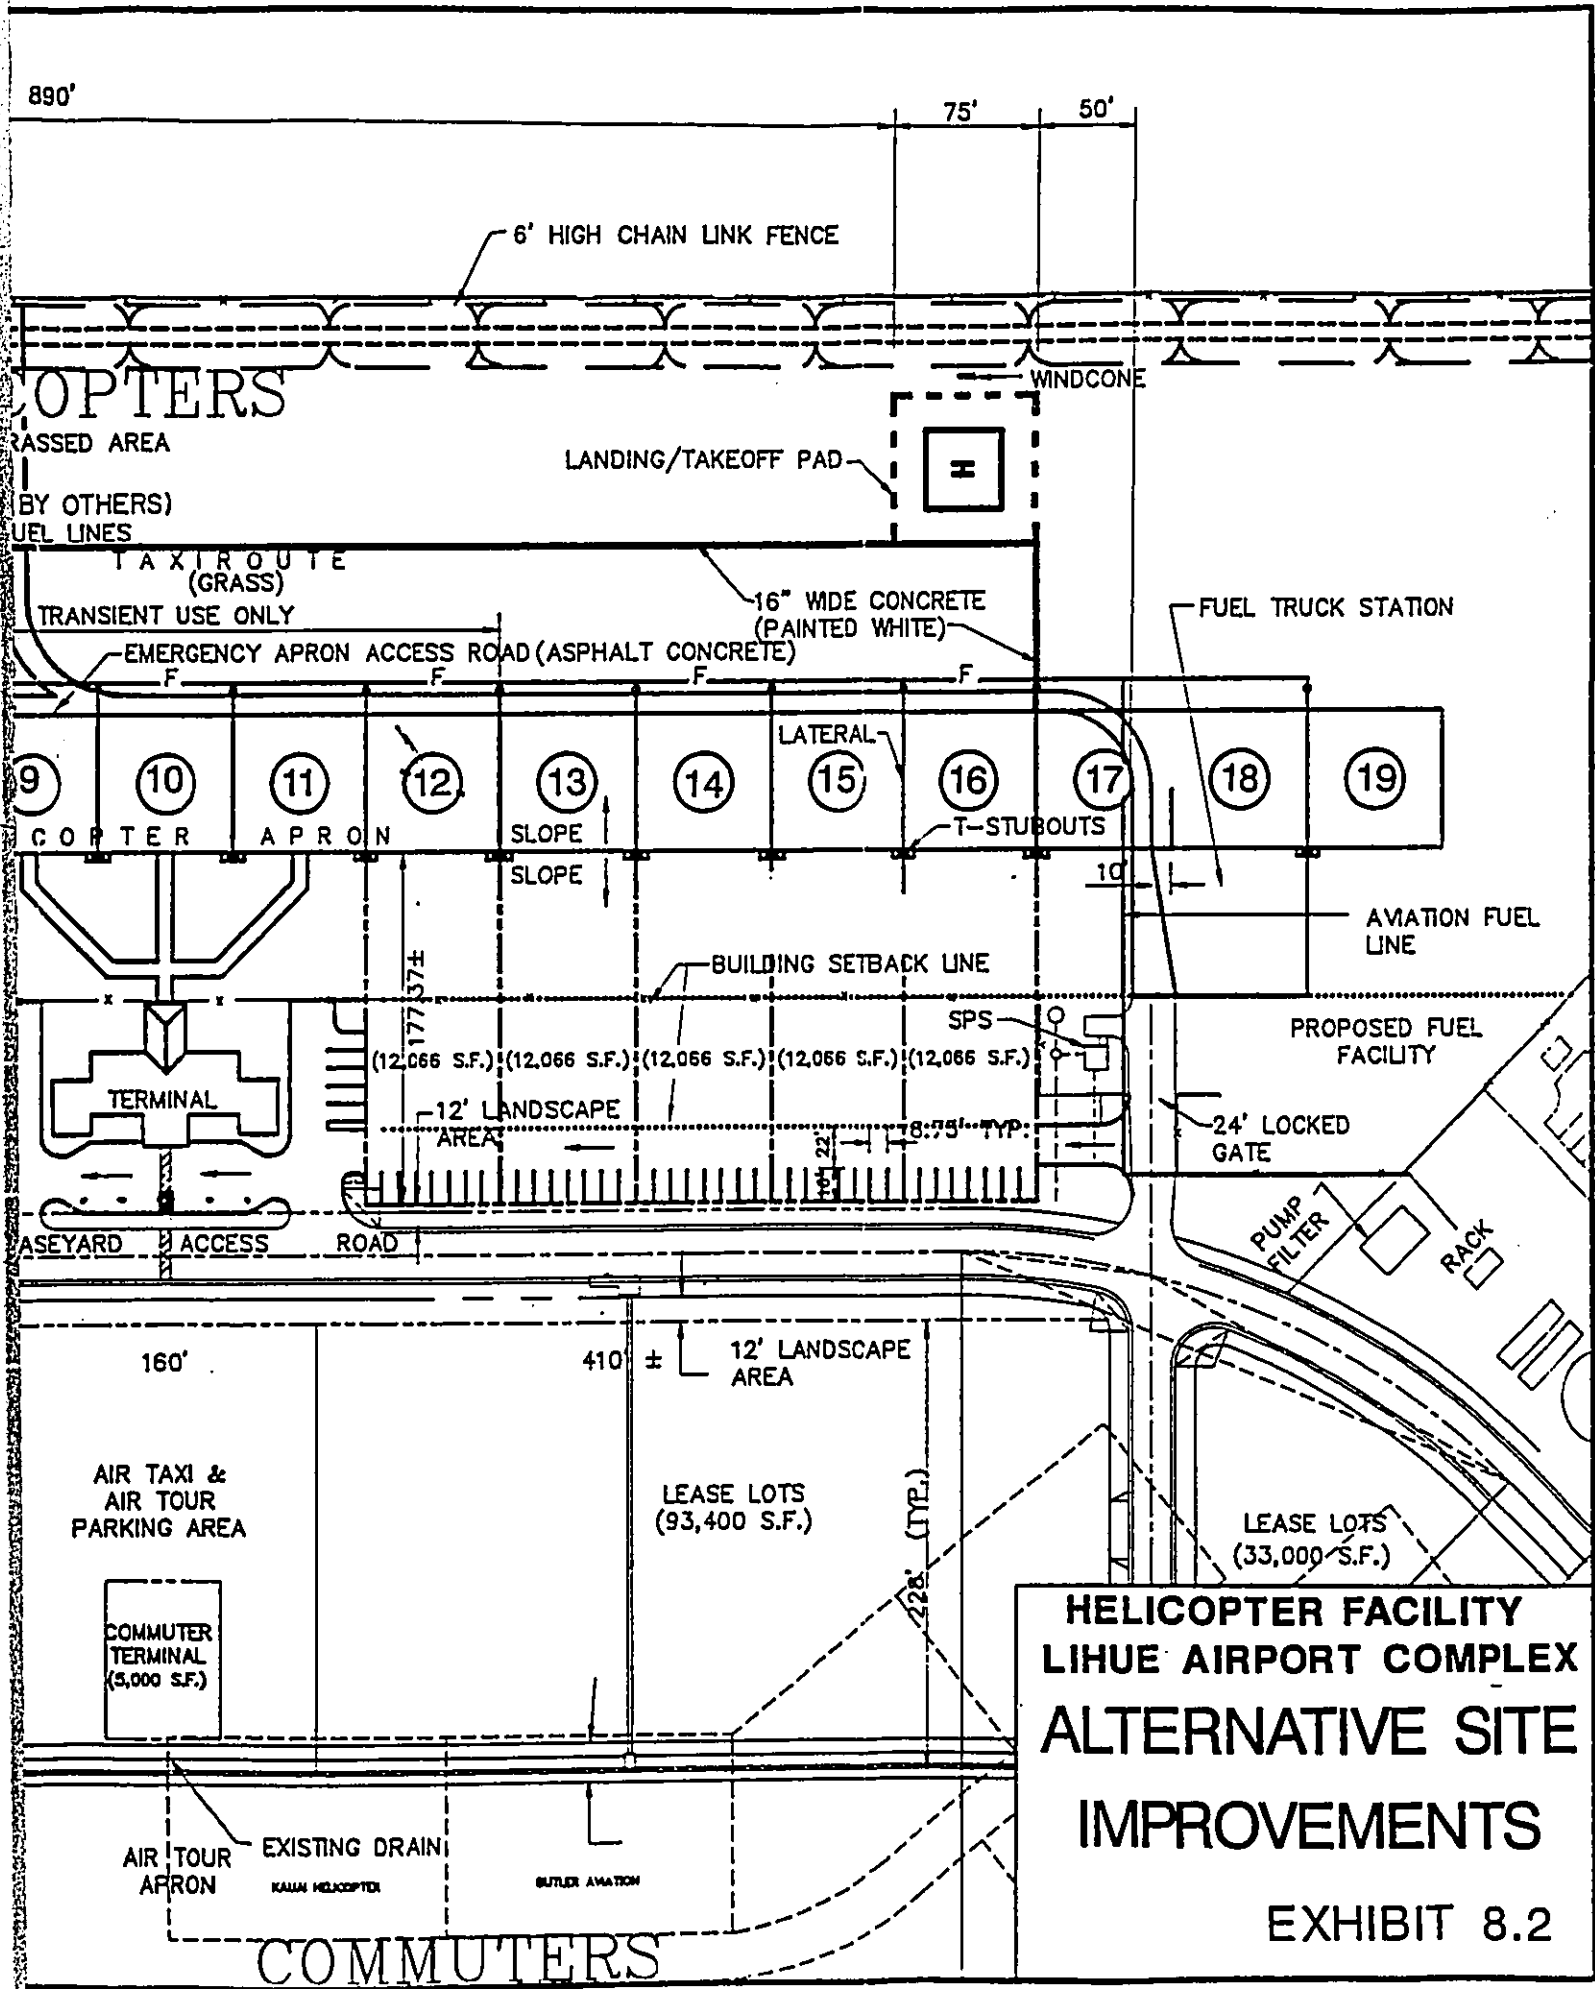 890'
75'
50'
6' HIGH CHAIN LINK FENCE
WINDCONE
COPTERS
RASSED AREA
LANDING/TAKEOFF PAD
H
BY OTHERS)
UEL LINES
TAXIROUTE
(GRASS)
TRANSIENT USE ONLY
16" WIDE CONCRETE
(PAINTED WHITE)
FUEL TRUCK STATION
EMERGENCY APRON ACCESS ROAD (ASPHALT CONCRETE)
F F F F
LATERAL
9 10 11 12 13 14 15 16 17 18 19
COPTER APRON
SLOPE
T-STUBOUTS
SLOPE
10'
AVIATION FUEL
LINE
177.37±
BUILDING SETBACK LINE
SPS
PROPOSED FUEL
FACILITY
(12,066 S.F.) (12,066 S.F.) (12,066 S.F.) (12,066 S.F.) (12,066 S.F.)
TERMINAL
12' LANDSCAPE
AREA
22'
8.75' TYP.
24' LOCKED
GATE
PUMP
FILTER
RACK
ASEYARD ACCESS ROAD
160'
410' ±
12' LANDSCAPE
AREA
AIR TAXI &
AIR TOUR
PARKING AREA
LEASE LOTS
(93,400 S.F.)
228' (TYP.)
LEASE LOTS
(33,000 S.F.)
COMMUTER
TERMINAL
(5,000 S.F.)
HELICOPTER FACILITY
LIHUE AIRPORT COMPLEX
ALTERNATIVE SITE
IMPROVEMENTS
EXHIBIT 8.2
EXISTING DRAIN
AIR TOUR
APRON
KAUAI HELICOPTER
BUTLER AVIATION
COMMUTERS